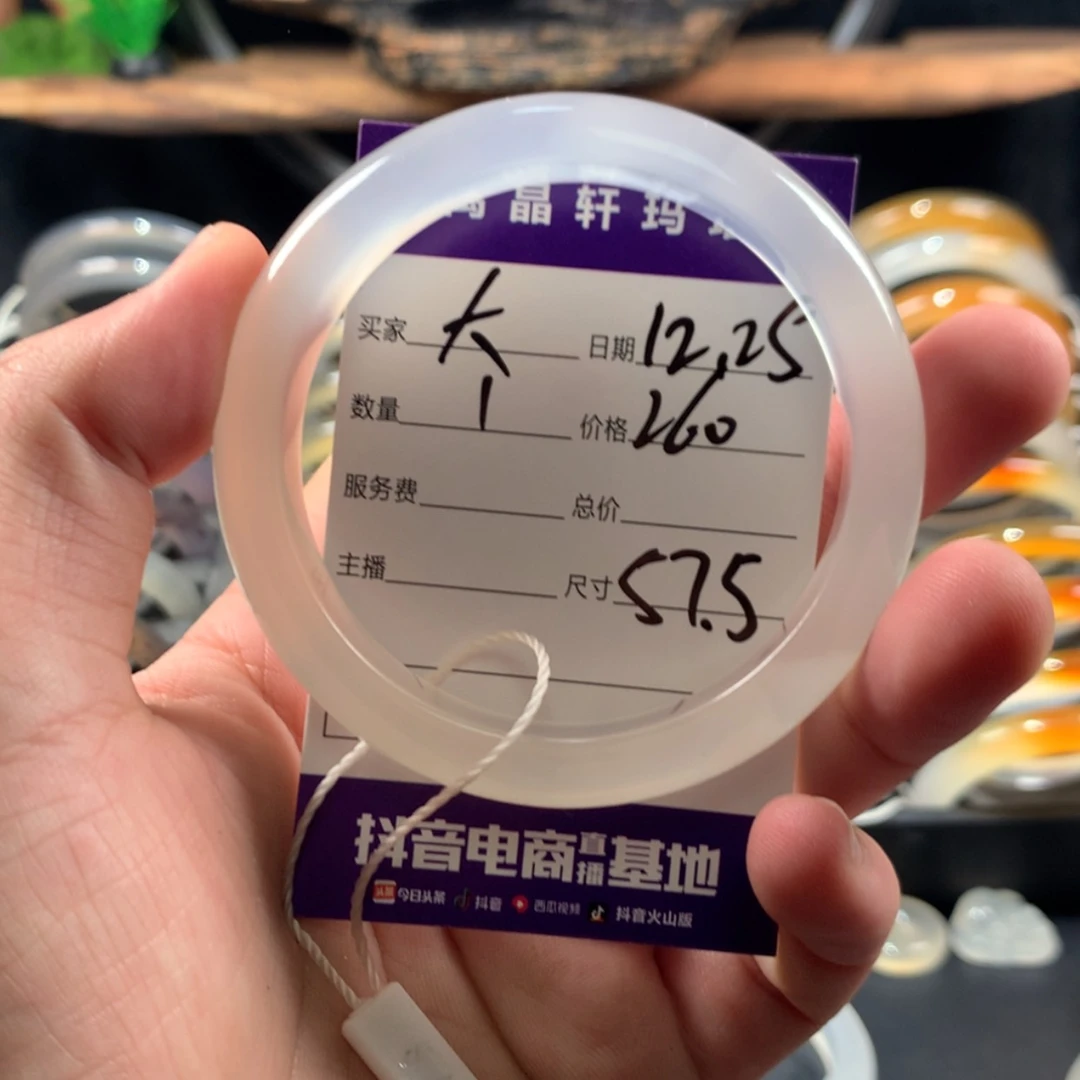 晶轩玛
买家 大 日期 12.25
数量 1 价格 260
服务费 总价
主播 尺寸 57.5
抖音电商直播基地
头条 今日头条 抖音 西瓜视频 抖音火山版